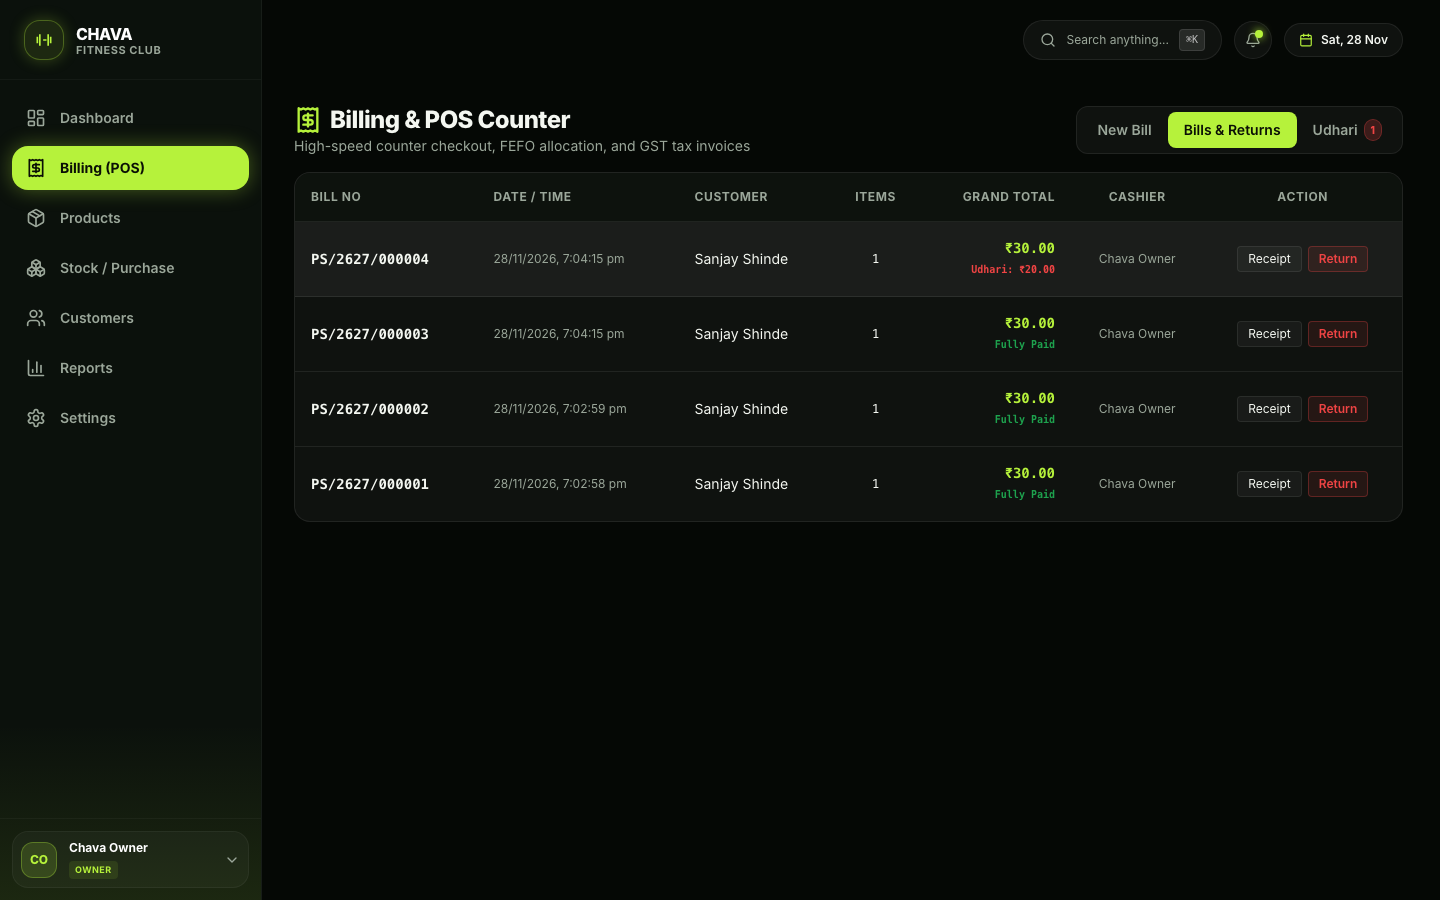 CHAVA
FITNESS CLUB
Search anything...
⌘K
Sat, 28 Nov
Dashboard
Billing (POS)
Products
Stock / Purchase
Customers
Reports
Settings
Billing & POS Counter
High-speed counter checkout, FEFO allocation, and GST tax invoices
New Bill
Bills & Returns
Udhari 1
BILL NO DATE / TIME CUSTOMER ITEMS GRAND TOTAL CASHIER ACTION
PS/2627/000004 28/11/2026, 7:04:15 pm Sanjay Shinde 1 ₹30.00 Chava Owner Receipt Return
Udhari: ₹20.00
PS/2627/000003 28/11/2026, 7:04:15 pm Sanjay Shinde 1 ₹30.00 Chava Owner Receipt Return
Fully Paid
PS/2627/000002 28/11/2026, 7:02:59 pm Sanjay Shinde 1 ₹30.00 Chava Owner Receipt Return
Fully Paid
PS/2627/000001 28/11/2026, 7:02:58 pm Sanjay Shinde 1 ₹30.00 Chava Owner Receipt Return
Fully Paid
CO
Chava Owner
OWNER